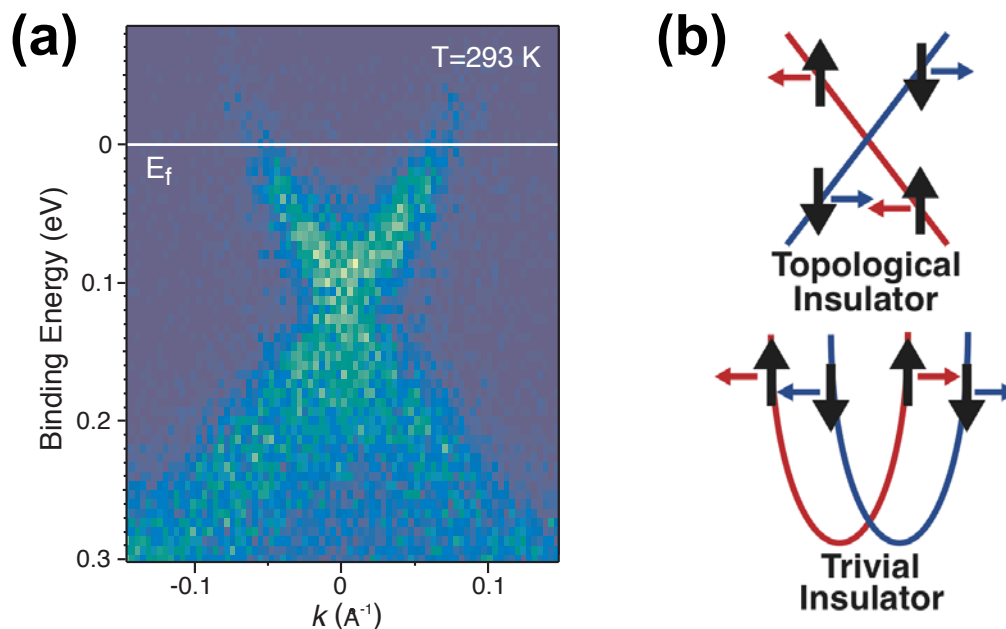 (a)
T=293 K
0
E_f
0.1
0.2
0.3
Binding Energy (eV)
-0.1
0
0.1
k (Å⁻¹)
(b)
Topological
Insulator
Trivial
Insulator